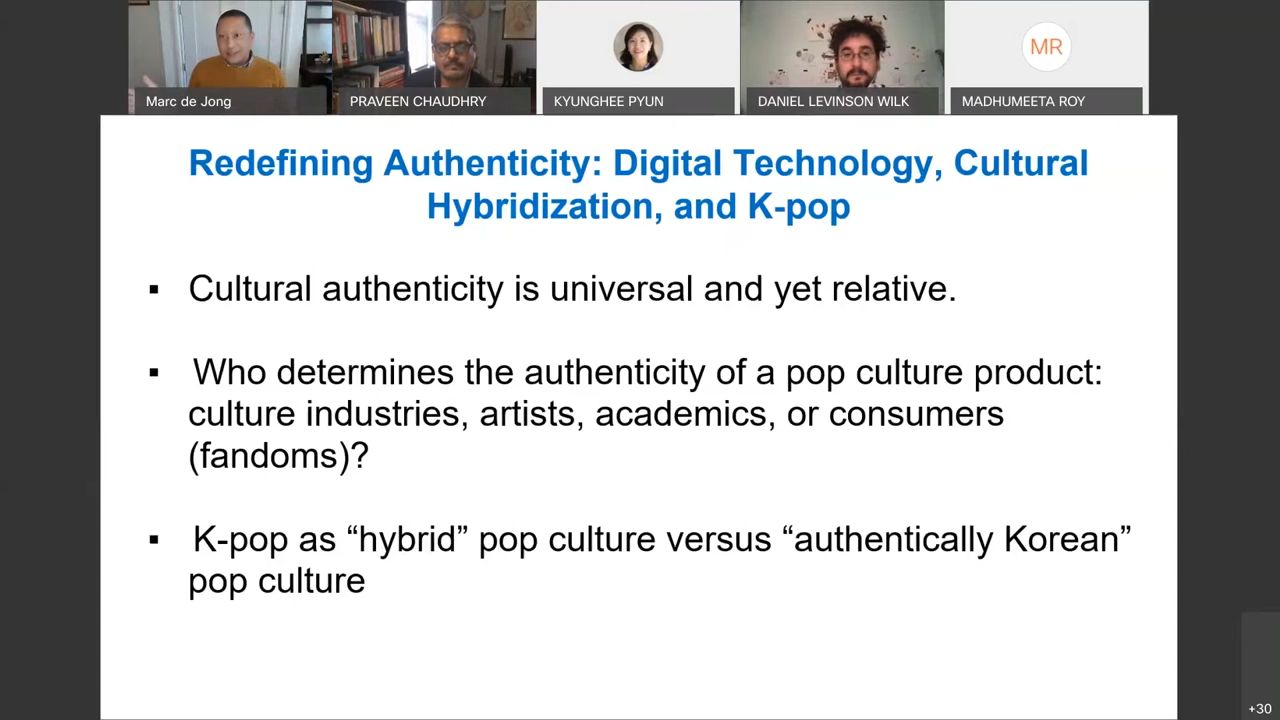 Marc de Jong
PRAVEEN CHAUDHRY
KYUNGHEE PYUN
DANIEL LEVINSON WILK
MR
MADHUMEETA ROY
Redefining Authenticity: Digital Technology, Cultural
Hybridization, and K-pop
▪ Cultural authenticity is universal and yet relative.
▪ Who determines the authenticity of a pop culture product:
culture industries, artists, academics, or consumers
(fandoms)?
▪ K-pop as “hybrid” pop culture versus “authentically Korean”
pop culture
+30